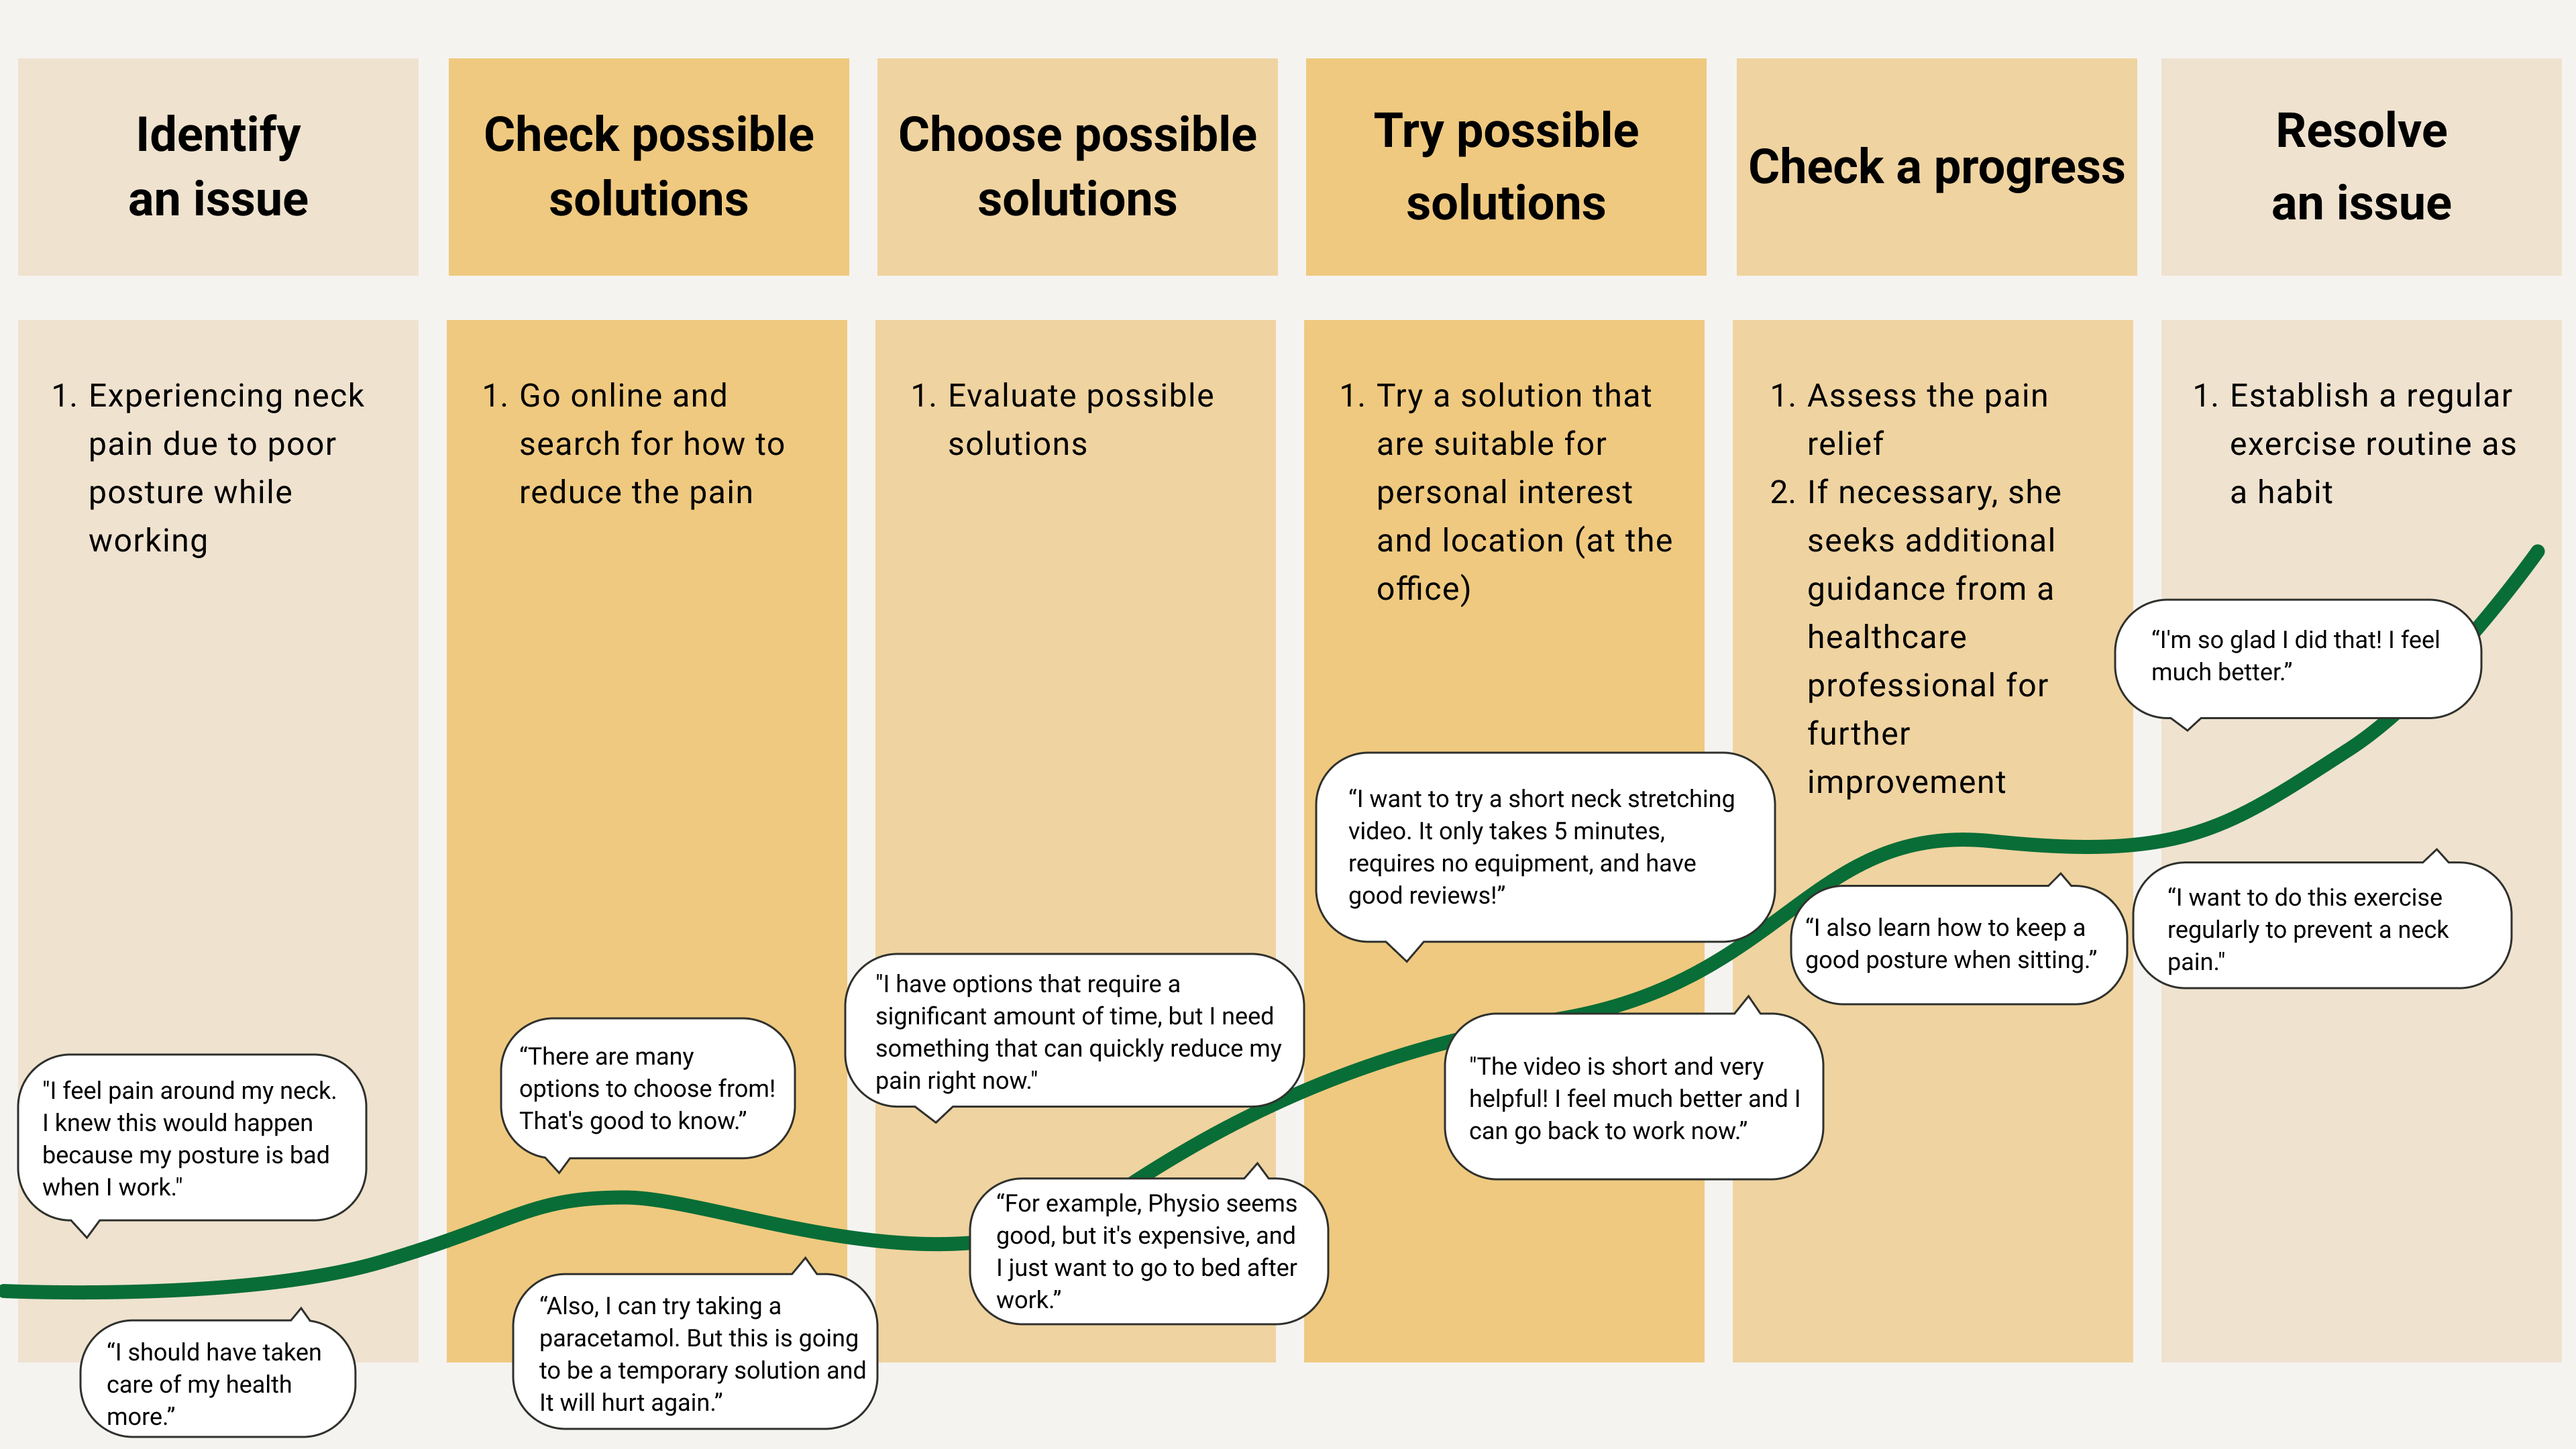 Identify
an issue
Check possible
solutions
Choose possible
solutions
Try possible
solutions
Check a progress
Resolve
an issue
1. Experiencing neck
pain due to poor
posture while
working
1. Go online and
search for how to
reduce the pain
1. Evaluate possible
solutions
1. Try a solution that
are suitable for
personal interest
and location (at the
office)
1. Assess the pain
relief
2. If necessary, she
seeks additional
guidance from a
healthcare
professional for
further
improvement
1. Establish a regular
exercise routine as
a habit
"I feel pain around my neck.
I knew this would happen
because my posture is bad
when I work."
“I should have taken
care of my health
more.”
“There are many
options to choose from!
That's good to know.”
“Also, I can try taking a
paracetamol. But this is going
to be a temporary solution and
It will hurt again.”
"I have options that require a
significant amount of time, but I need
something that can quickly reduce my
pain right now."
“For example, Physio seems
good, but it's expensive, and
I just want to go to bed after
work.”
“I want to try a short neck stretching
video. It only takes 5 minutes,
requires no equipment, and have
good reviews!”
"The video is short and very
helpful! I feel much better and I
can go back to work now.”
“I also learn how to keep a
good posture when sitting.”
“I'm so glad I did that! I feel
much better.”
“I want to do this exercise
regularly to prevent a neck
pain."